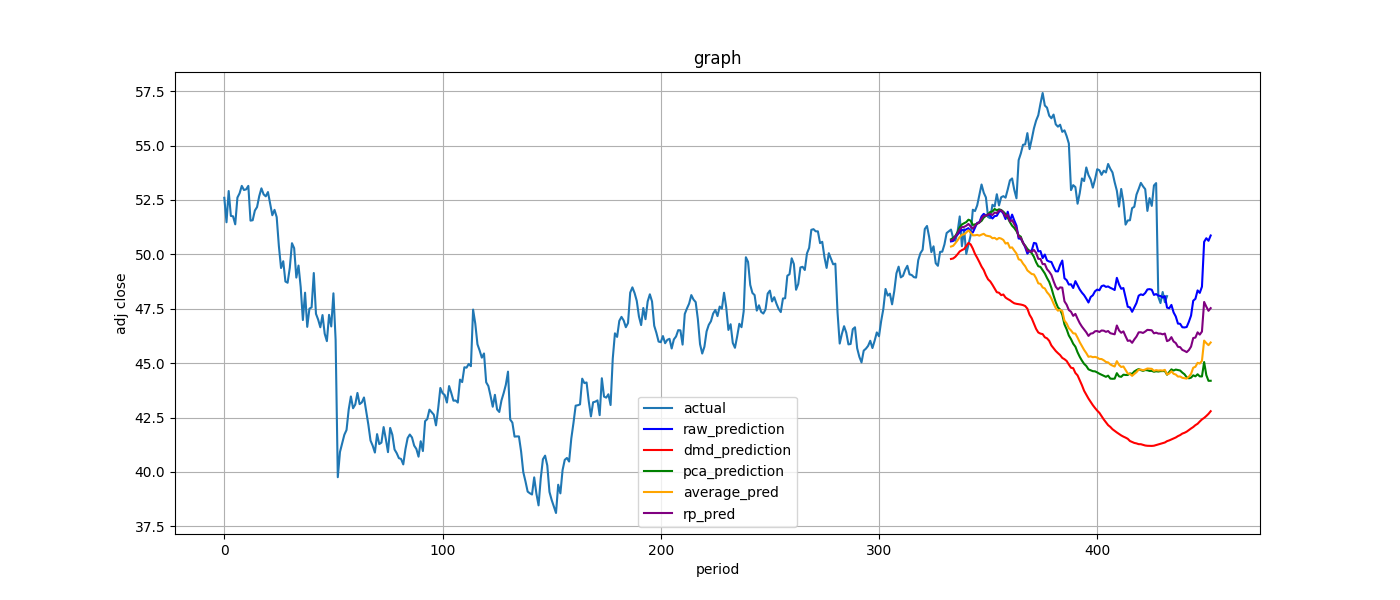 graph
57.5
55.0
52.5
50.0
47.5
45.0
42.5
40.0
37.5
adj close
actual
raw_prediction
dmd_prediction
pca_prediction
average_pred
rp_pred
0 100 200 300 400
period